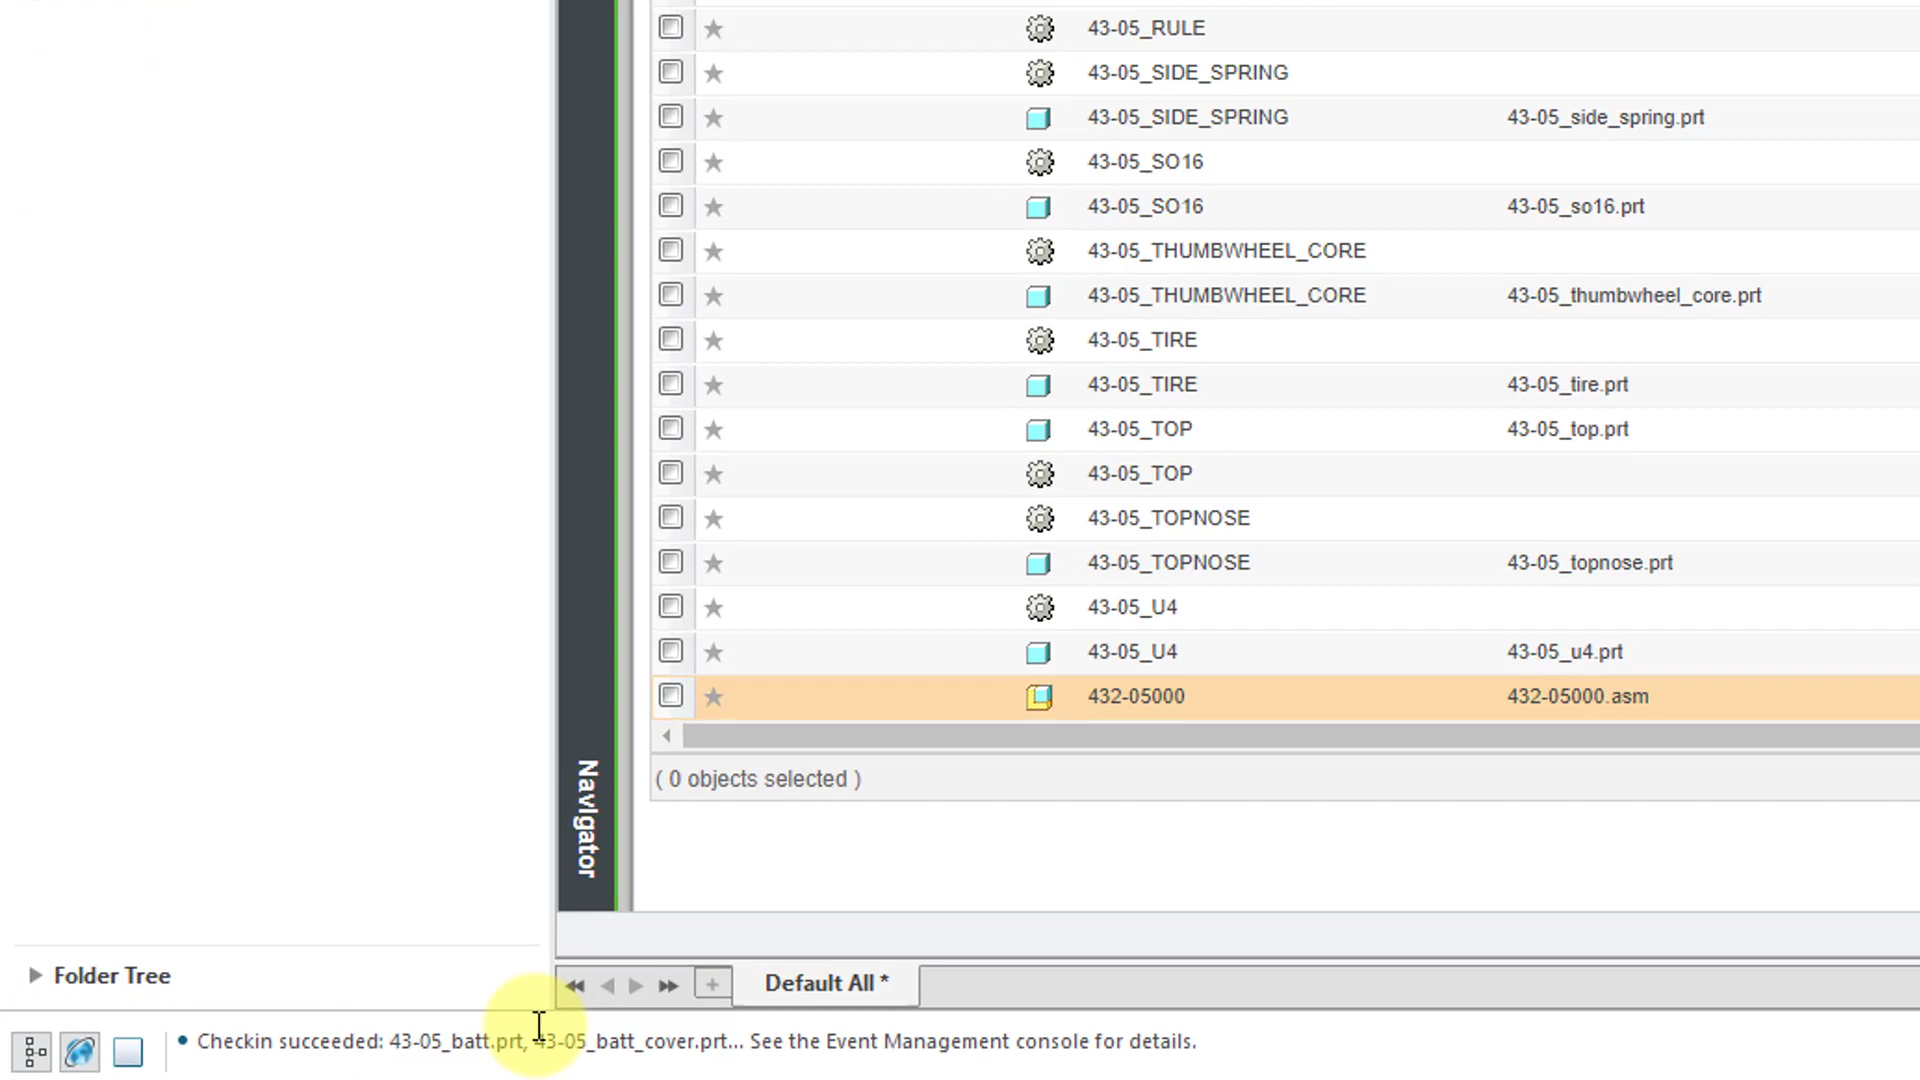 43-05_RULE
43-05_SIDE_SPRING
43-05_SIDE_SPRING 43-05_side_spring.prt
43-05_SO16
43-05_SO16 43-05_so16.prt
43-05_THUMBWHEEL_CORE
43-05_THUMBWHEEL_CORE 43-05_thumbwheel_core.prt
43-05_TIRE
43-05_TIRE 43-05_tire.prt
43-05_TOP 43-05_top.prt
43-05_TOP
43-05_TOPNOSE
43-05_TOPNOSE 43-05_topnose.prt
43-05_U4
43-05_U4 43-05_u4.prt
432-05000 432-05000.asm
( 0 objects selected )
Navigator
Folder Tree
Default All *
Checkin succeeded: 43-05_batt.prt, 43-05_batt_cover.prt... See the Event Management console for details.